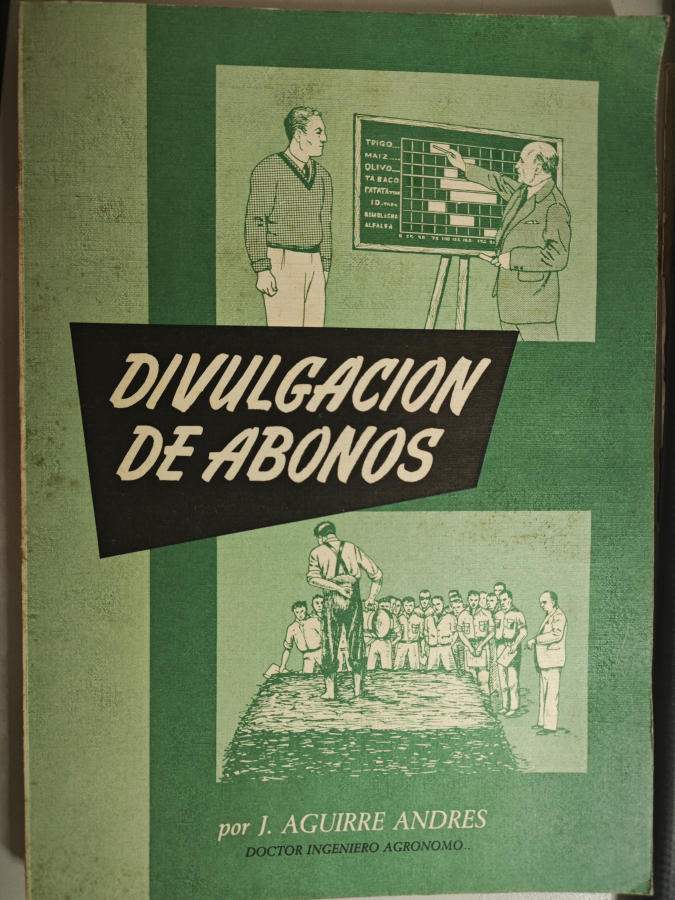 TRIGO...
MAIZ....
OLIVO....
TABACO
PATATA
REMOLACHA
ALFALFA
DIVULGACION
DE ABONOS
por J. AGUIRRE ANDRES
DOCTOR INGENIERO AGRONOMO..